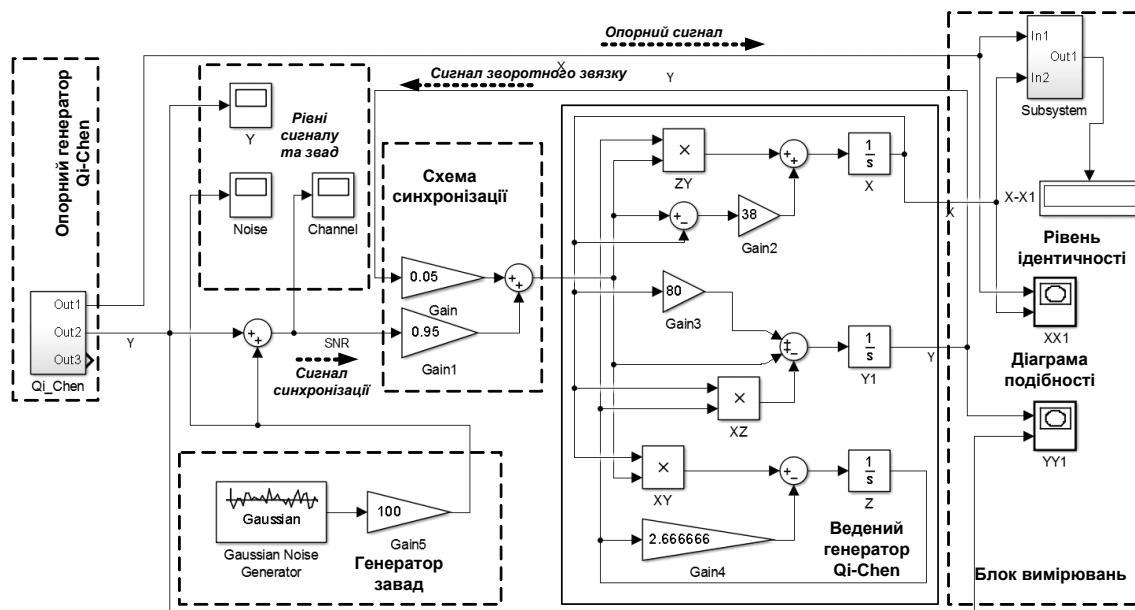 Опорний сигнал
X
Сигнал зворотного звязку
Y
In1
Out1
In2
Subsystem
X-X1
Рівень
ідентичності
XX1
Діаграма
подібності
YY1
Блок вимірювань
Опорний генератор
Qi-Chen
Out1
Out2
Out3
Qi_Chen
Y
Y
Рівні
сигналу
та звад
Noise
Channel
SNR
Сигнал
синхронізації
Схема
синхронізації
0.05
Gain
0.95
Gain1
Gaussian
Gaussian Noise
Generator
100
Gain5
Генератор
завад
×
ZY
1
s
X
X
38
Gain2
80
Gain3
1
s
Y1
Y
×
XZ
×
XY
1
s
Z
2.666666
Gain4
Ведений
генератор
Qi-Chen